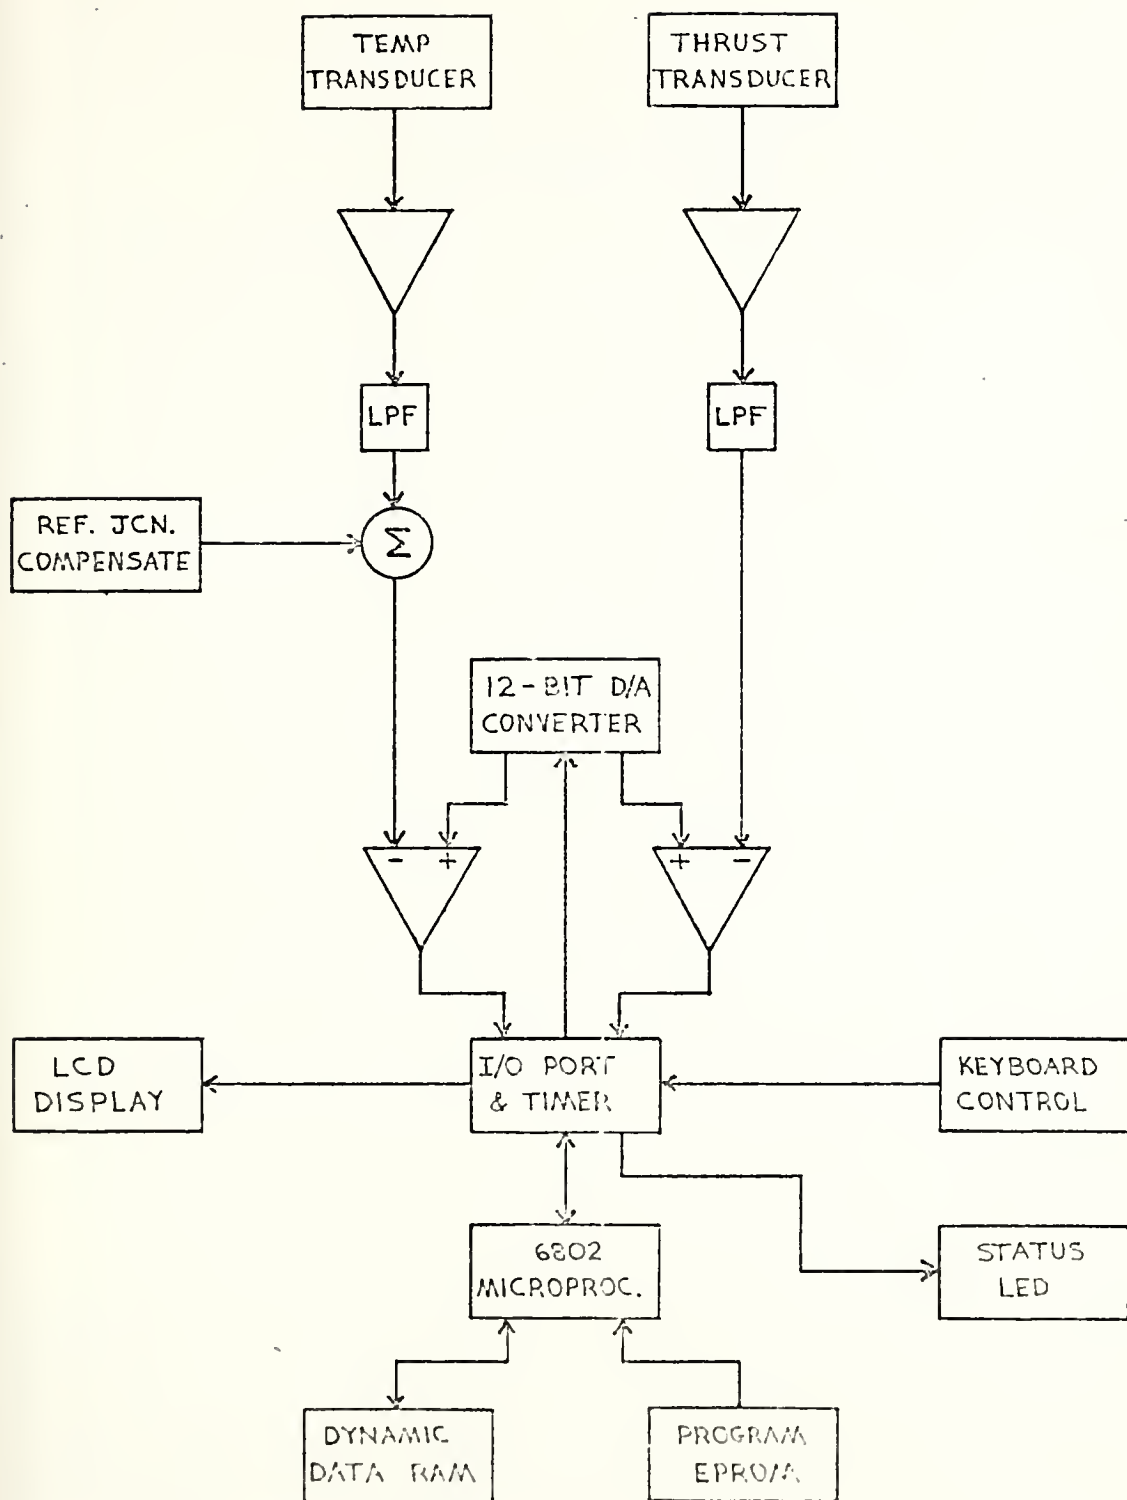 TEMP
TRANSDUCER
THRUST
TRANSDUCER
LPF
LPF
REF. JCN.
COMPENSATE
Σ
12-BIT D/A
CONVERTER
- +
+ -
LCD
DISPLAY
I/O PORT
& TIMER
KEYBOARD
CONTROL
6802
MICROPROC.
STATUS
LED
DYNAMIC
DATA RAM
PROGRAM
EPROM